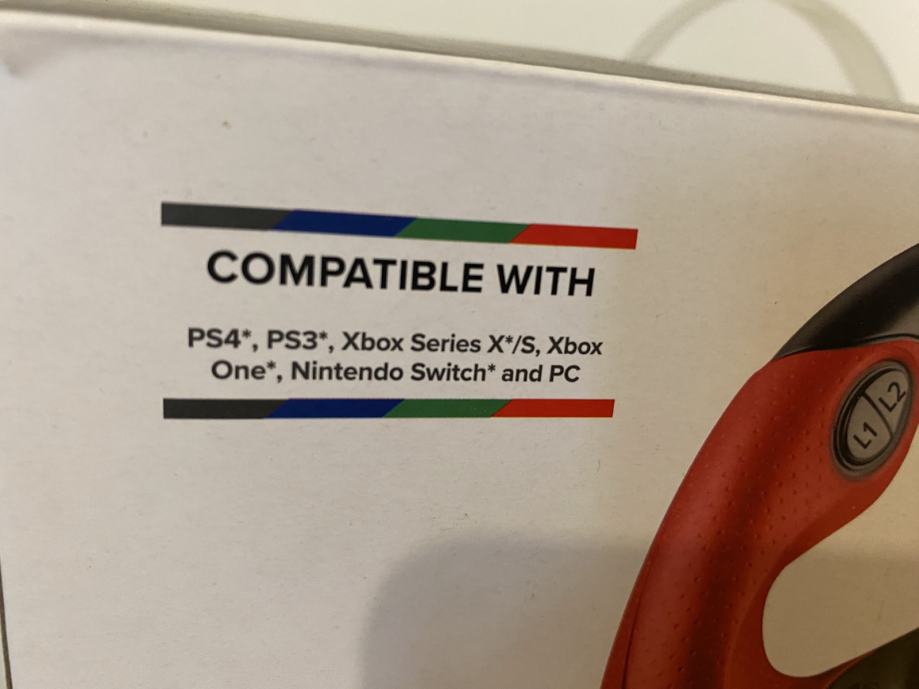 COMPATIBLE WITH
PS4*, PS3*, Xbox Series X*/S, Xbox
One*, Nintendo Switch* and PC
L1
L2